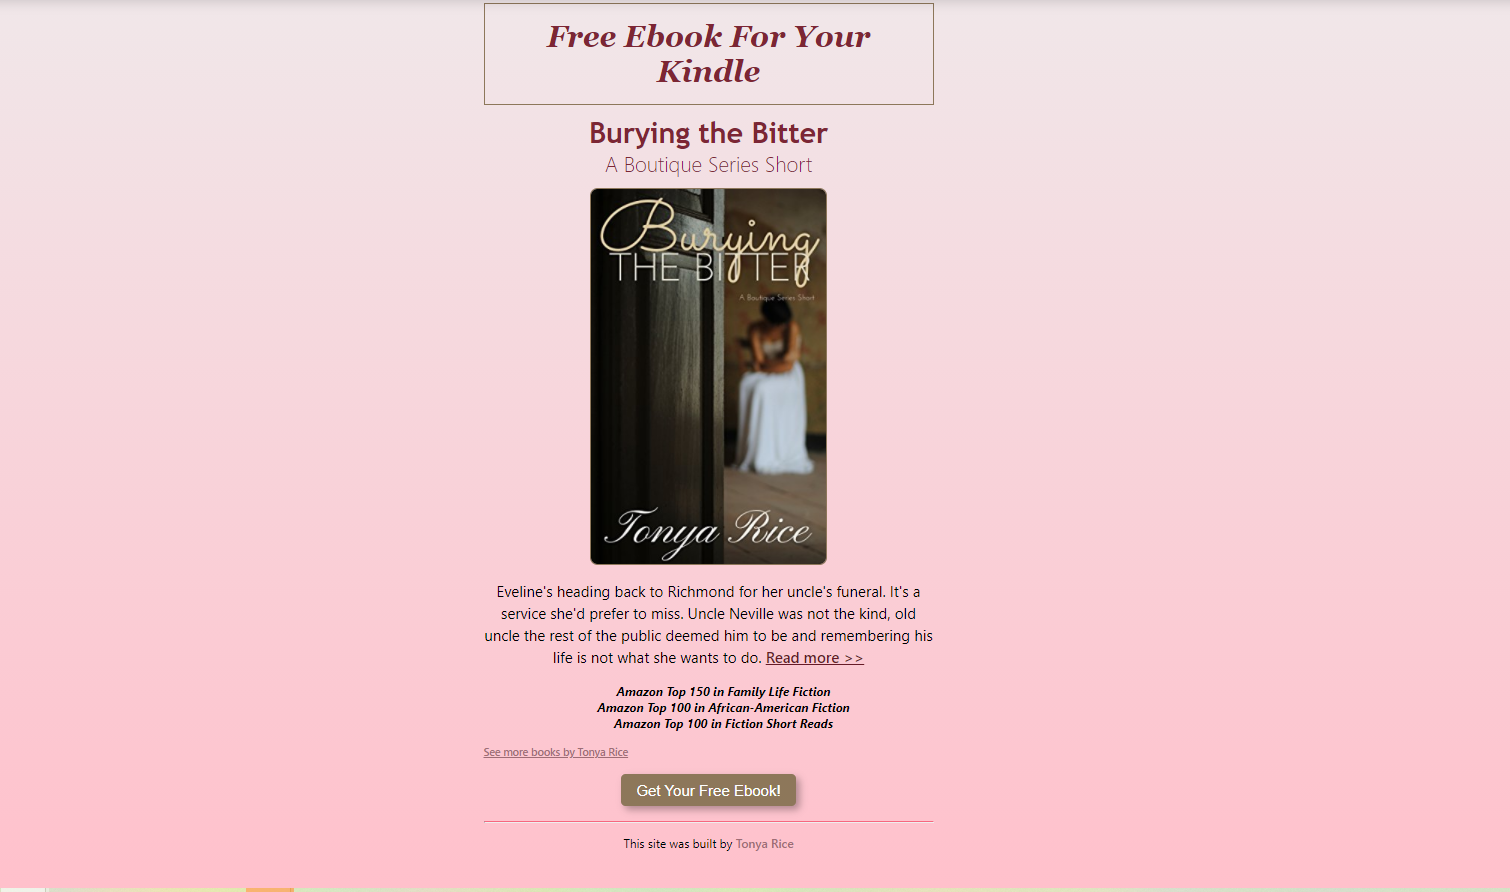 Free Ebook For Your
Kindle
Burying the Bitter
A Boutique Series Short
Burying
THE BITTER
A Boutique Series Short
Tonya Rice
Eveline's heading back to Richmond for her uncle's funeral. It's a
service she'd prefer to miss. Uncle Neville was not the kind, old
uncle the rest of the public deemed him to be and remembering his
life is not what she wants to do. Read more >>
Amazon Top 150 in Family Life Fiction
Amazon Top 100 in African-American Fiction
Amazon Top 100 in Fiction Short Reads
See more books by Tonya Rice
Get Your Free Ebook!
This site was built by Tonya Rice